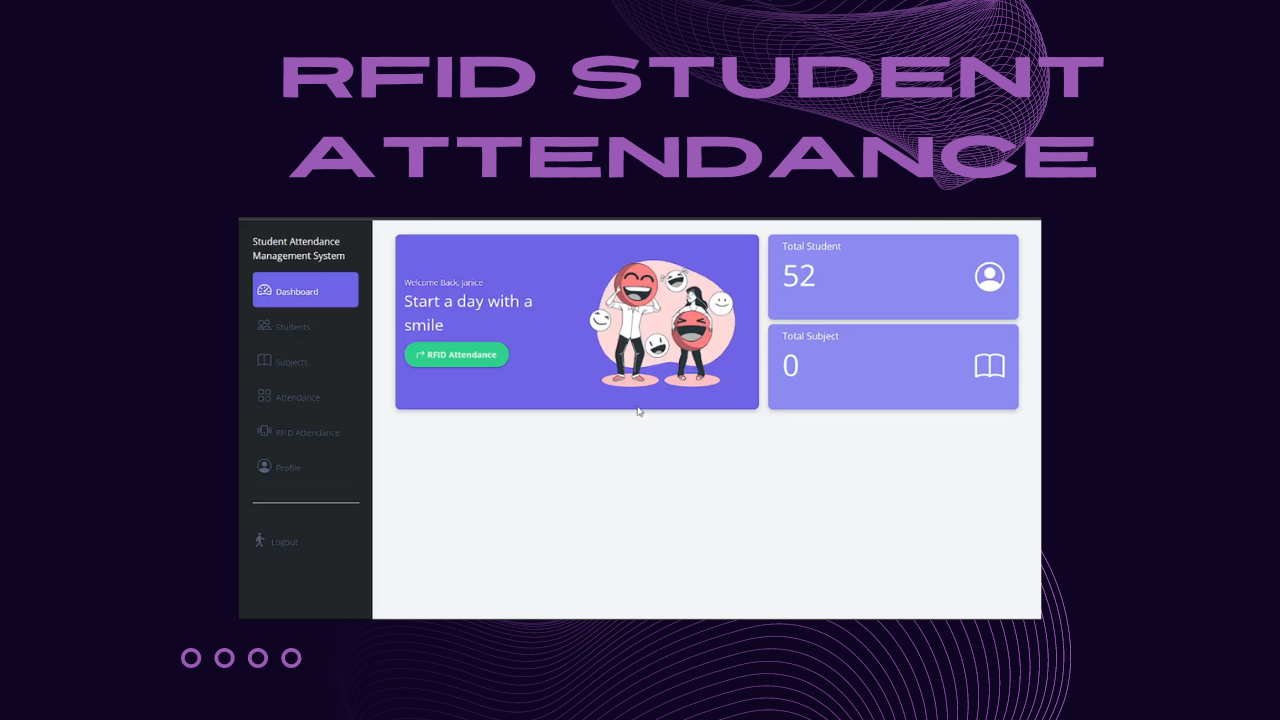 RFID STUDENT
ATTENDANCE
Student Attendance
Management System
Dashboard
Students
Subjects
Attendance
RFID Attendance
Profile
Logout
Welcome Back, Janice
Start a day with a
smile
RFID Attendance
Total Student
52
Total Subject
0